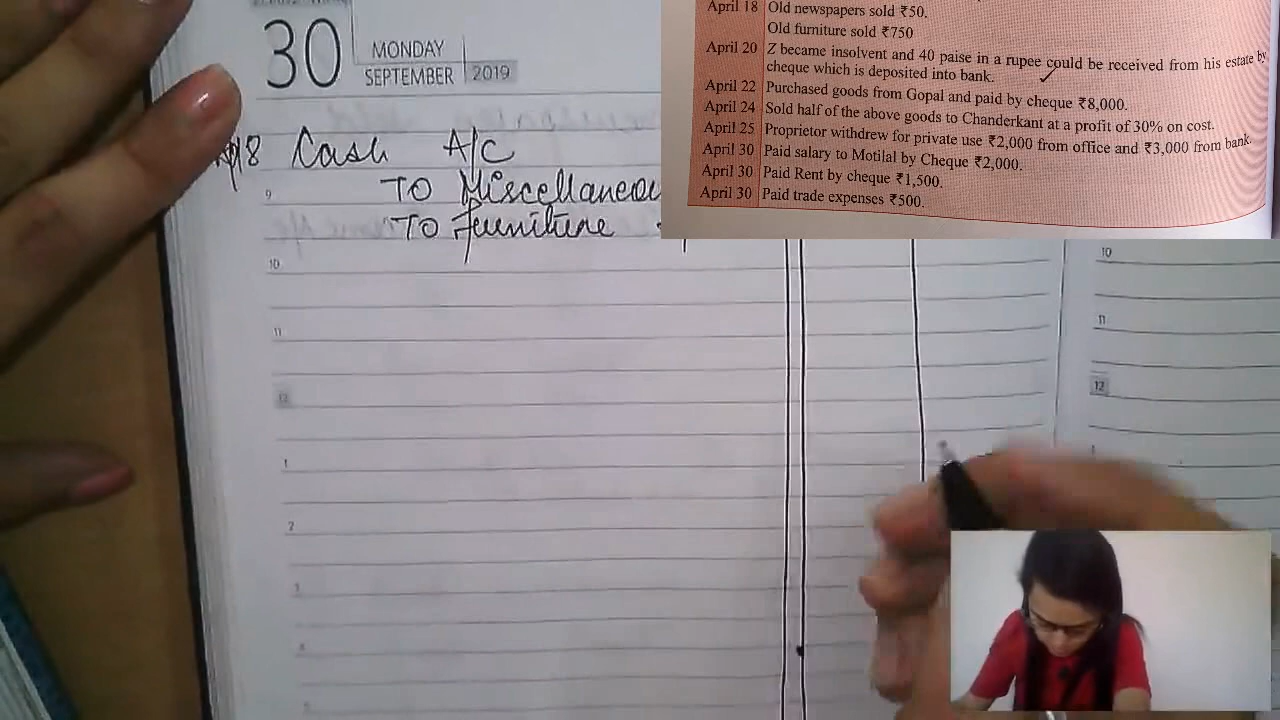 30
MONDAY
SEPTEMBER 2019
8 Cash A/C
9 TO Miscellaneou
TO Furniture
10
11
12
1
2
3
4
10
11
12
April 18 Old newspapers sold ₹50.
Old furniture sold ₹750
April 20 Z became insolvent and 40 paise in a rupee could be received from his estate by
cheque which is deposited into bank. ✓
April 22 Purchased goods from Gopal and paid by cheque ₹8,000.
April 24 Sold half of the above goods to Chanderkant at a profit of 30% on cost.
April 25 Proprietor withdrew for private use ₹2,000 from office and ₹3,000 from bank.
April 30 Paid salary to Motilal by Cheque ₹2,000.
April 30 Paid Rent by cheque ₹1,500.
April 30 Paid trade expenses ₹500.